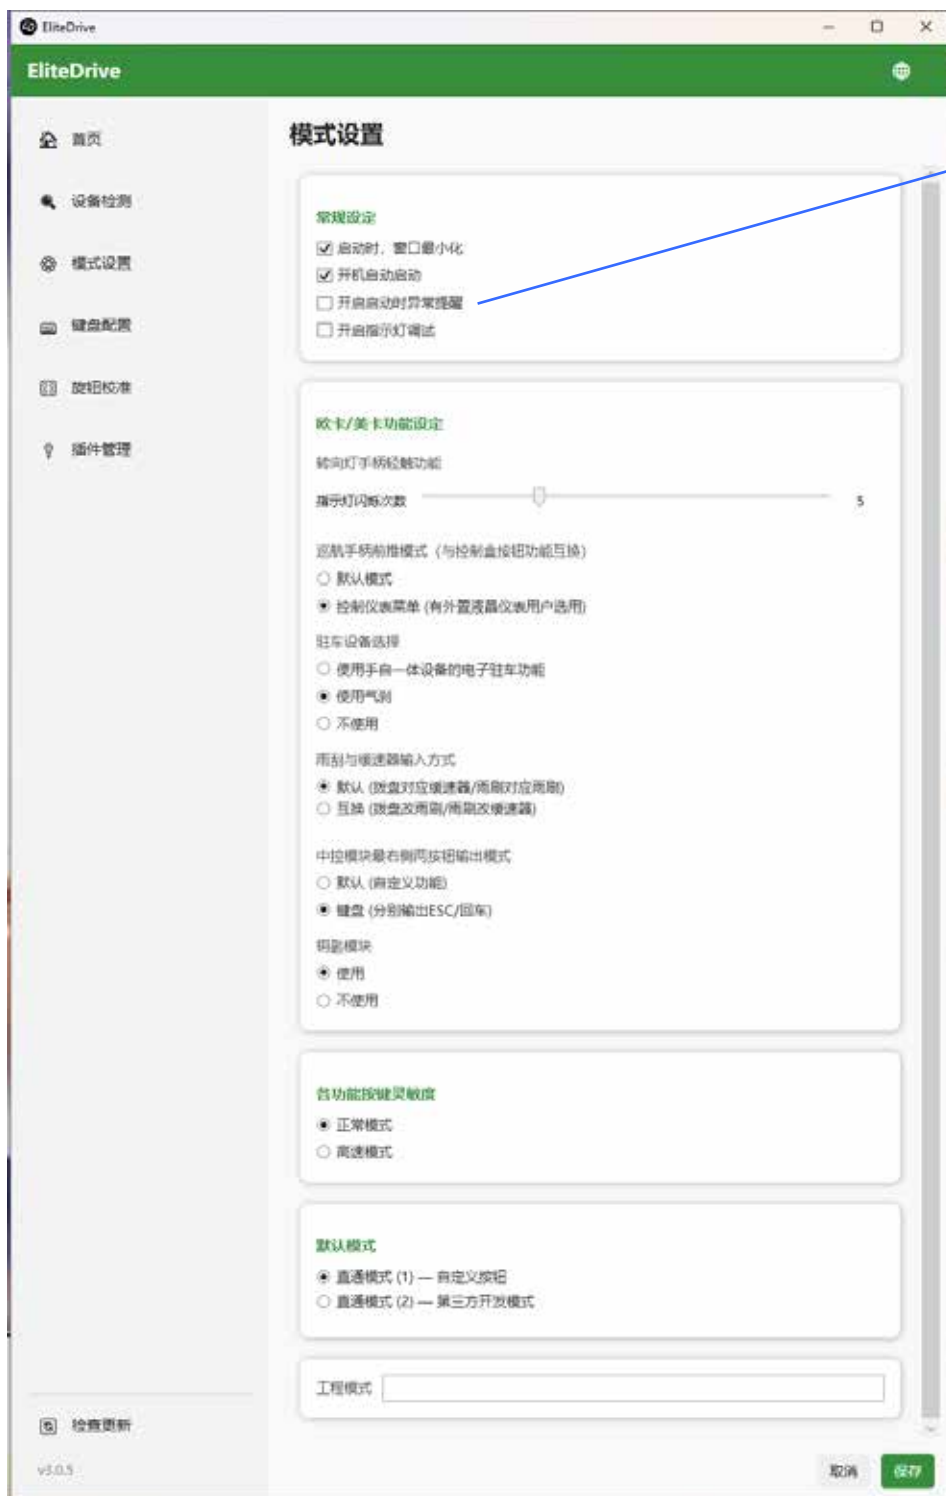 EliteDrive
EliteDrive
首页
设备检测
模式设置
键盘配置
旋钮校准
插件管理
检查更新
v3.0.5
模式设置
常规设定
启动时，窗口最小化
开机自动启动
开启启动时异常提醒
开启指示灯调试
欧卡/美卡功能设定
转向灯手柄轻触功能
指示灯闪烁次数 5
巡航手柄前推模式（与控制盒按钮功能互换）
默认模式
控制仪表菜单 (有外置液晶仪表用户选用)
驻车设备选择
使用手自一体设备的电子驻车功能
使用气刹
不使用
雨刮与缓速器输入方式
默认 (拨盘对应缓速器/雨刷对应雨刷)
互换 (拨盘改雨刷/雨刷改缓速器)
中控模块最右侧两按钮输出模式
默认 (自定义功能)
键盘 (分别输出ESC/回车)
钥匙模块
使用
不使用
各功能按键灵敏度
正常模式
高速模式
默认模式
直通模式 (1) — 自定义按钮
直通模式 (2) — 第三方开发模式
工程模式
取消 保存